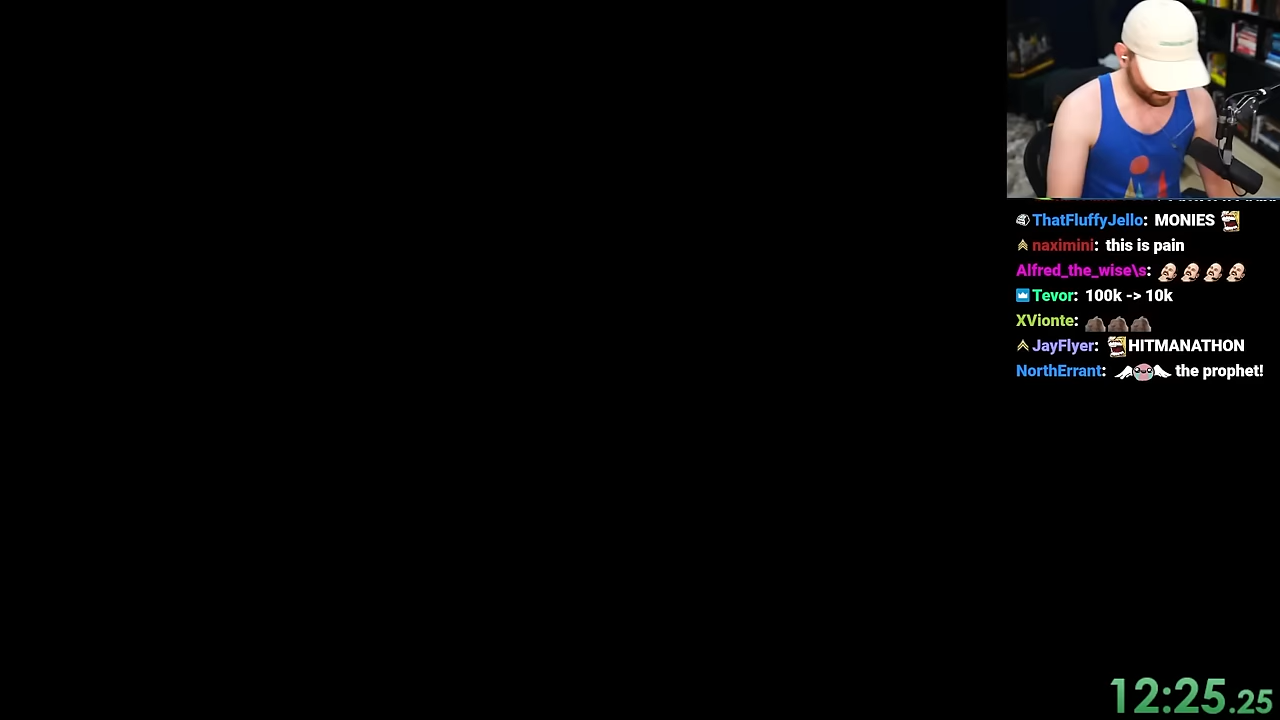 ThatFluffyJello: MONIES
naximini: this is pain
Alfred_the_wise\s:
Tevor: 100k -> 10k
XVionte:
JayFlyer: HITMANATHON
NorthErrant: the prophet!
12:25.25